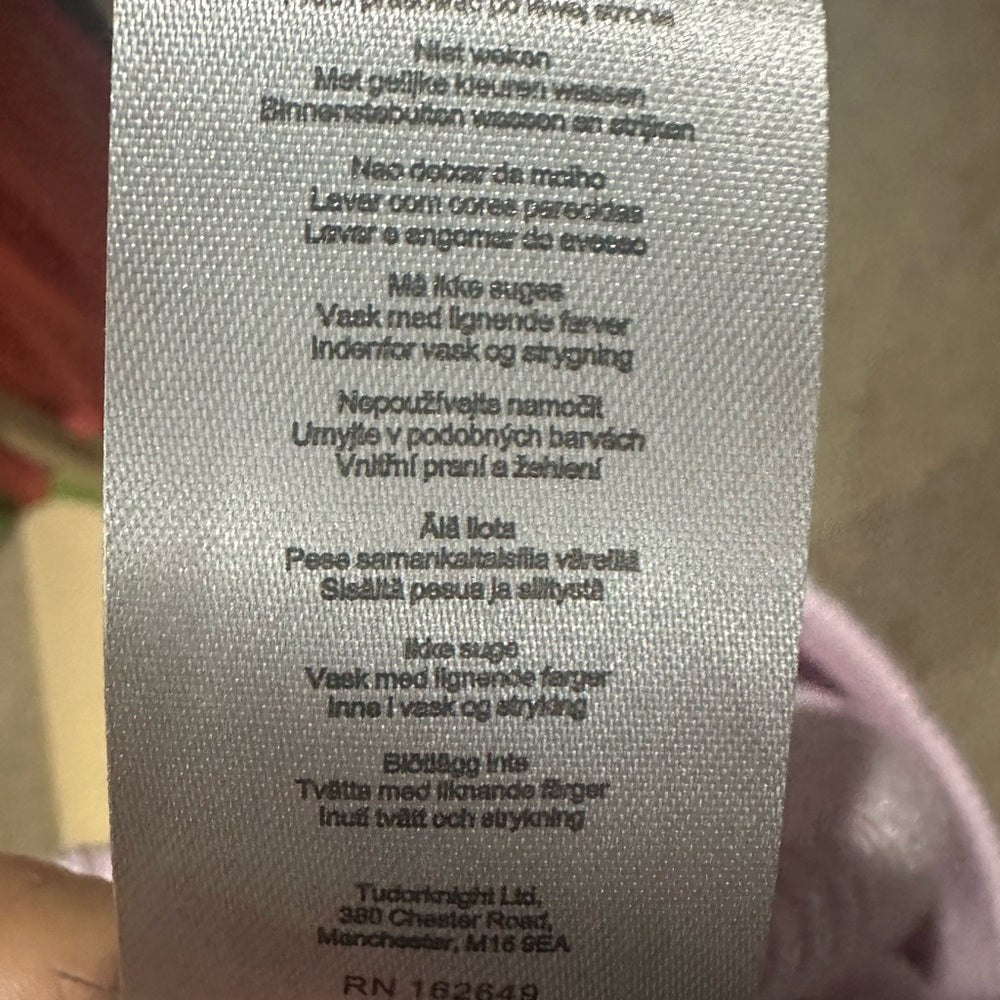 Niet weken
Met gelijke kleuren wassen
Binnenstebuiten wassen en strijken
Nao deixar de molho
Lavar com cores parecidas
Lavar e engomar do avesso
Må ikke suges
Vask med lignende farver
Indenfor vask og strygning
Nepoužívejte namočit
Umyjte v podobných barvách
Vnitřní praní a žehlení
Älä liota
Pese samankaltaisilla väreillä
Sisältä pesua ja silitystä
Ikke suge
Vask med lignende farger
Inne i vask og stryking
Blötlägg inte
Tvätta med liknande färger
Inuti tvätt och strykning
Tudorknight Ltd,
380 Chester Road,
Manchester, M16 9EA
RN 162649